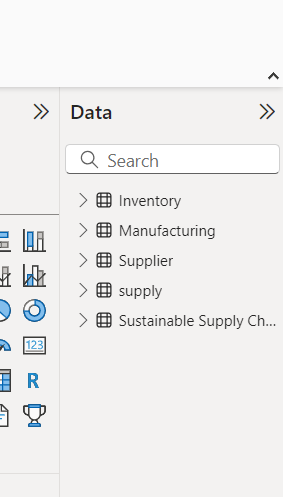 Data
Search
Inventory
Manufacturing
Supplier
supply
Sustainable Supply Ch...
123
R